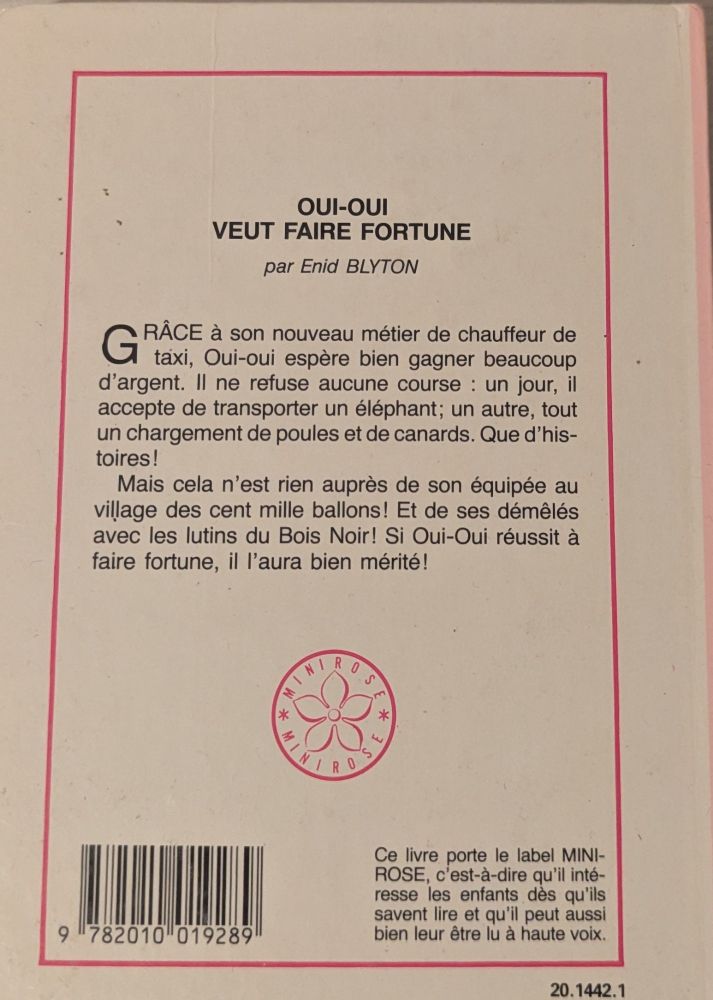 OUI-OUI
VEUT FAIRE FORTUNE
par Enid BLYTON
GRÂCE à son nouveau métier de chauffeur de
taxi, Oui-oui espère bien gagner beaucoup
d'argent. Il ne refuse aucune course : un jour, il
accepte de transporter un éléphant; un autre, tout
un chargement de poules et de canards. Que d'his-
toires!
Mais cela n'est rien auprès de son équipée au
village des cent mille ballons! Et de ses démêlés
avec les lutins du Bois Noir! Si Oui-Oui réussit à
faire fortune, il l'aura bien mérité!
MINIROSE
MINIROSE
Ce livre porte le label MINI-
ROSE, c'est-à-dire qu'il inté-
resse les enfants dès qu'ils
savent lire et qu'il peut aussi
bien leur être lu à haute voix.
9 782010 019289
20.1442.1